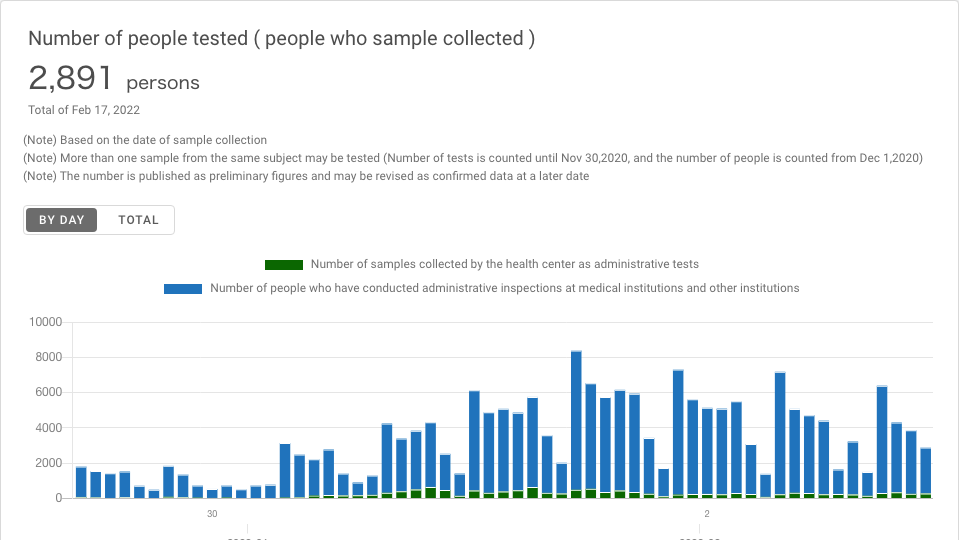 Number of people tested ( people who sample collected )
2,891 persons
Total of Feb 17, 2022
(Note) Based on the date of sample collection
(Note) More than one sample from the same subject may be tested (Number of tests is counted until Nov 30,2020, and the number of people is counted from Dec 1,2020)
(Note) The number is published as preliminary figures and may be revised as confirmed data at a later date
BY DAY TOTAL
Number of samples collected by the health center as administrative tests
Number of people who have conducted administrative inspections at medical institutions and other institutions
10000
8000
6000
4000
2000
0
30 2